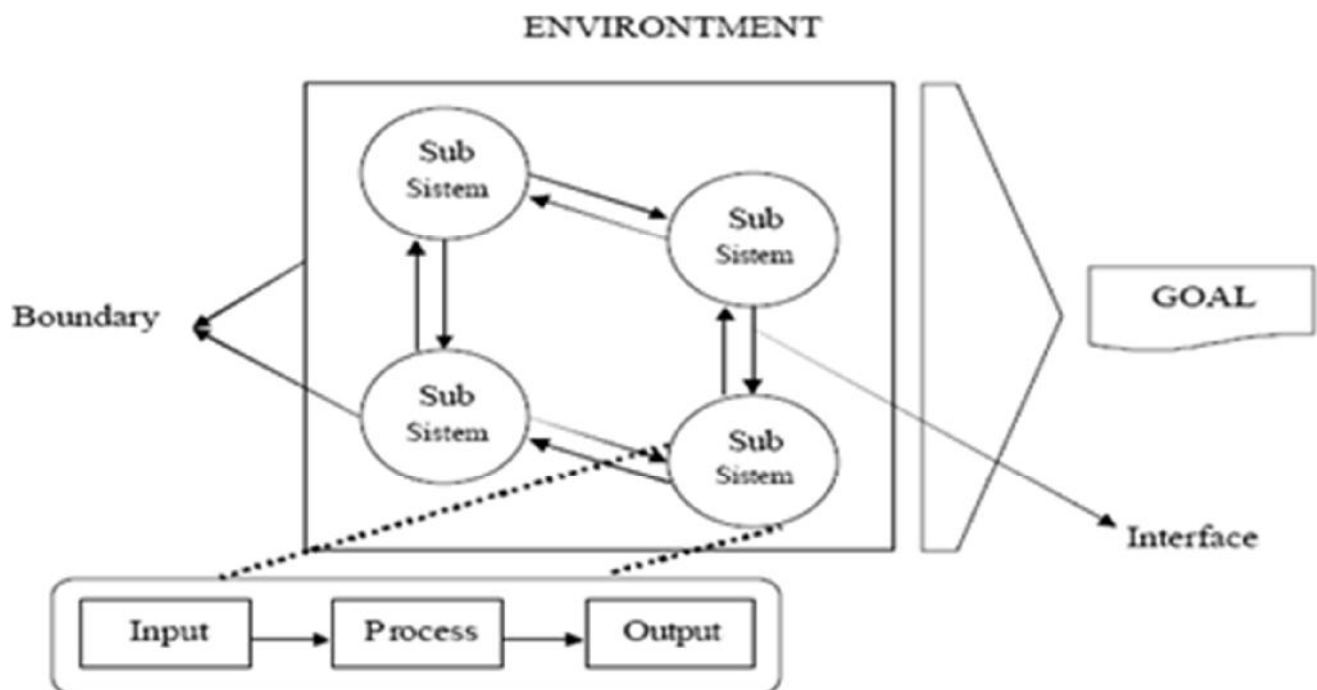 ENVIRONTMENT
Sub
Sistem
Sub
Sistem
Boundary
GOAL
Sub
Sistem
Sub
Sistem
Interface
Input
Process
Output